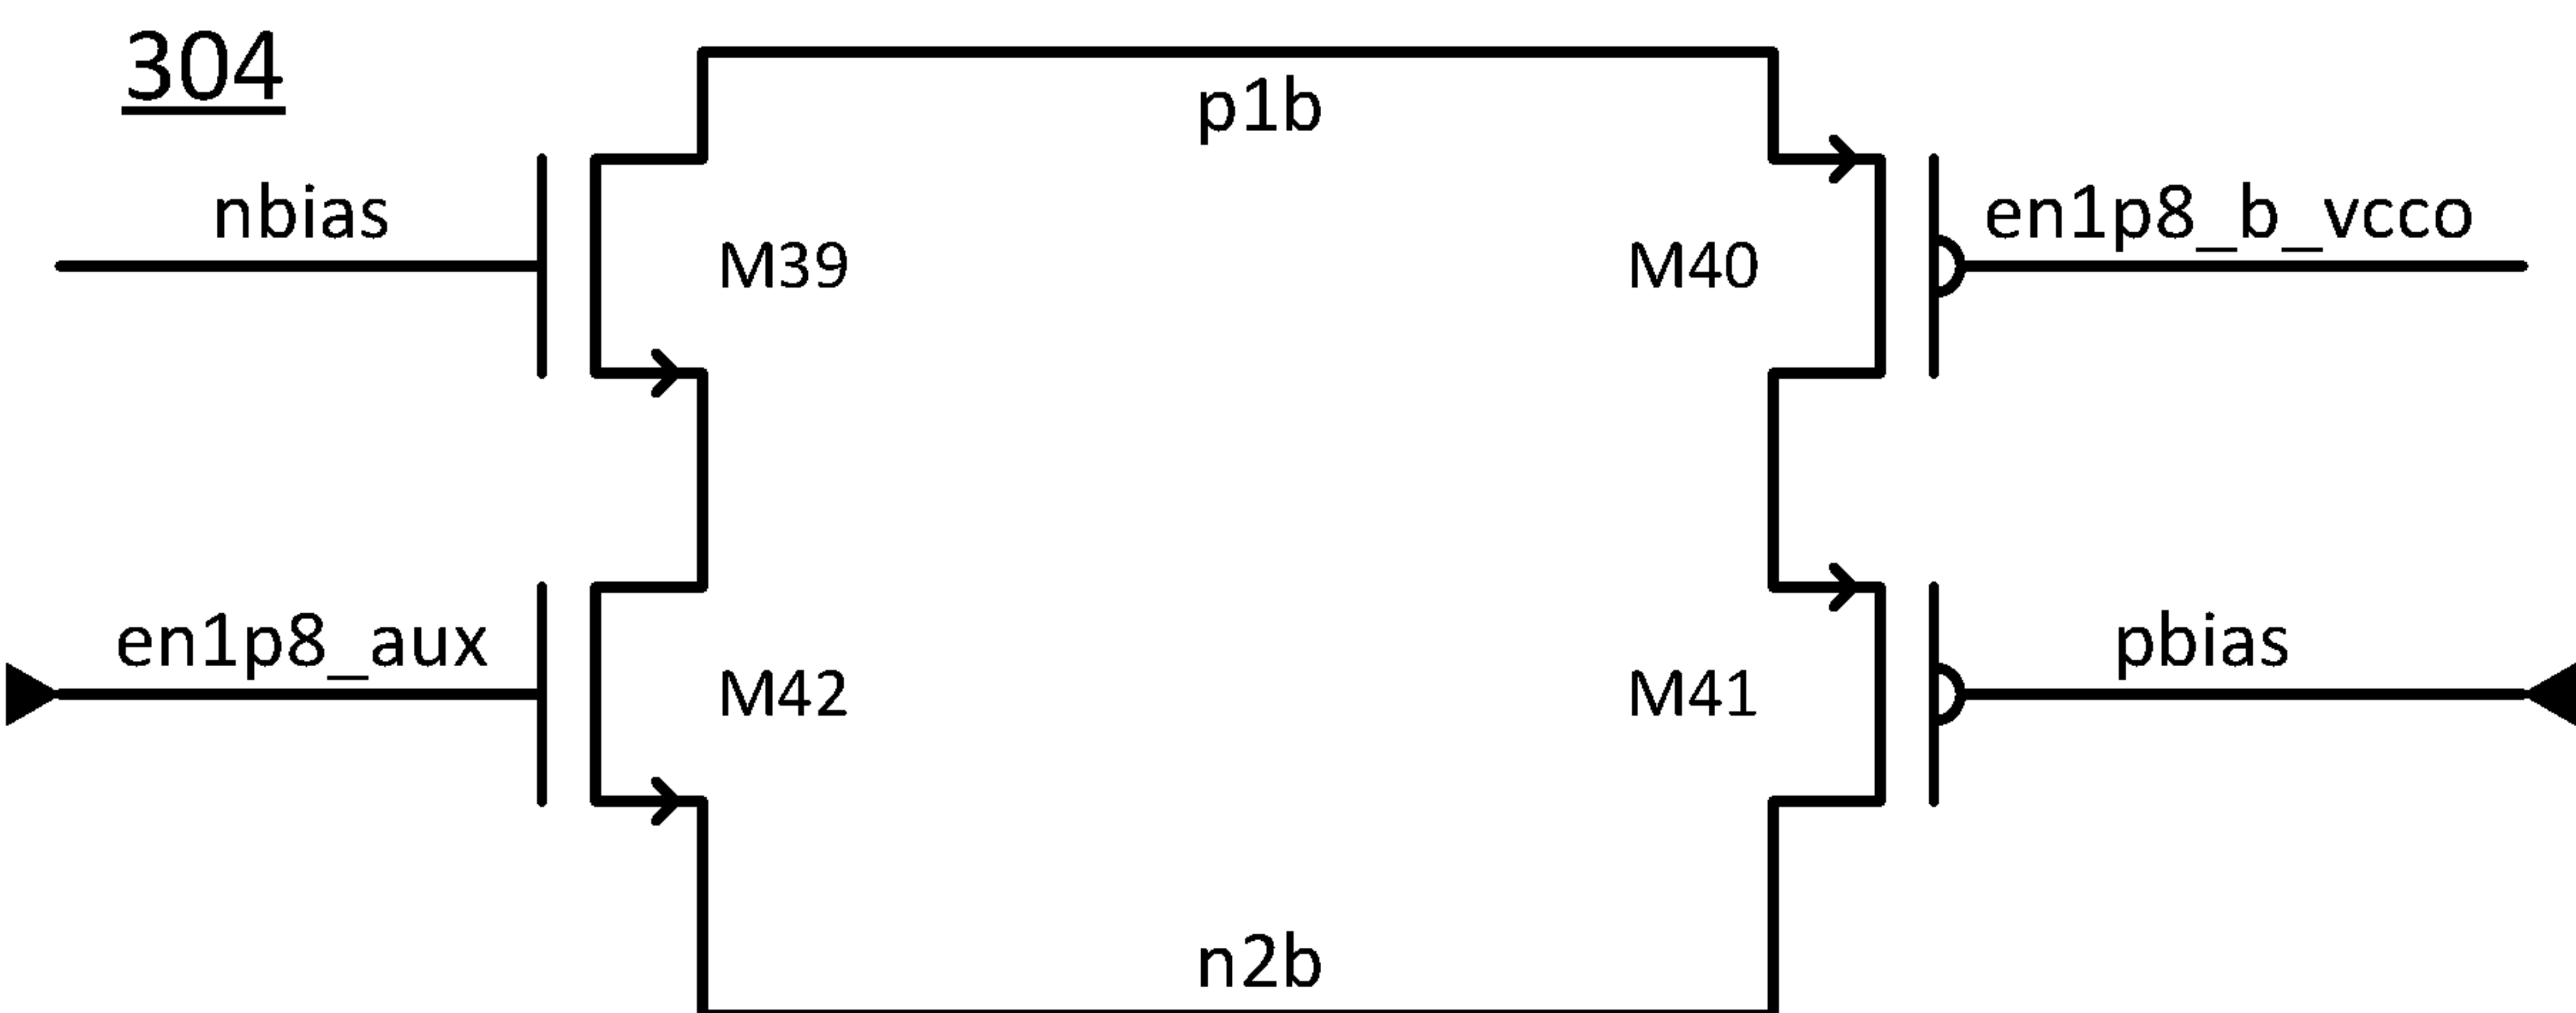 304
p1b
nbias
en1p8_b_vcco
M39
M40
en1p8_aux
pbias
M42
M41
n2b